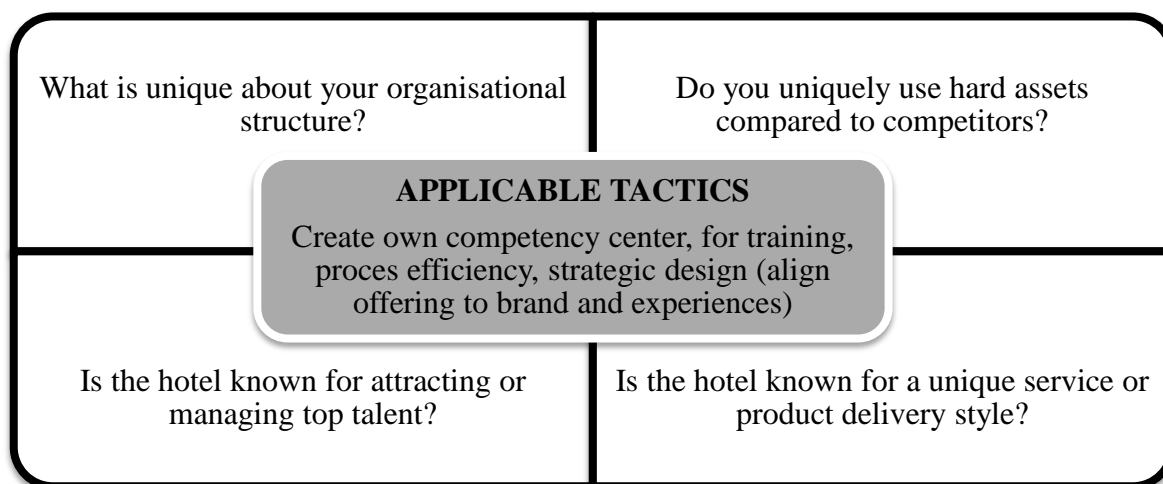 What is unique about your organisational
structure?
Do you uniquely use hard assets
compared to competitors?
APPLICABLE TACTICS
Create own competency center, for training,
proces efficiency, strategic design (align
offering to brand and experiences)
Is the hotel known for attracting or
managing top talent?
Is the hotel known for a unique service or
product delivery style?